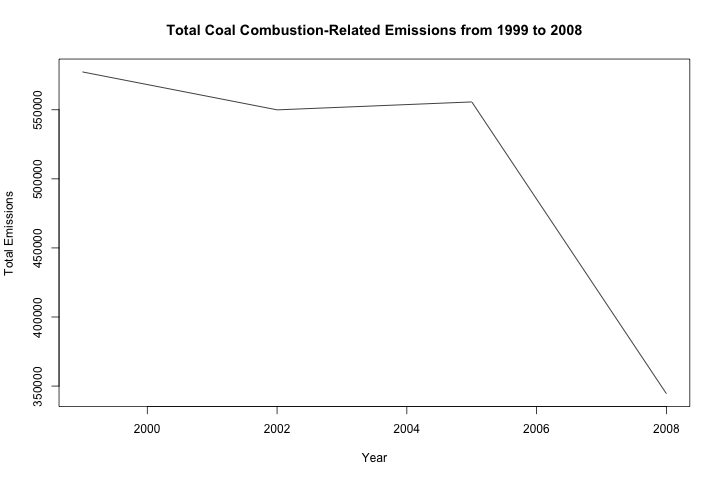 Total Coal Combustion-Related Emissions from 1999 to 2008
Total Emissions
550000
500000
450000
400000
350000
2000 2002 2004 2006 2008
Year